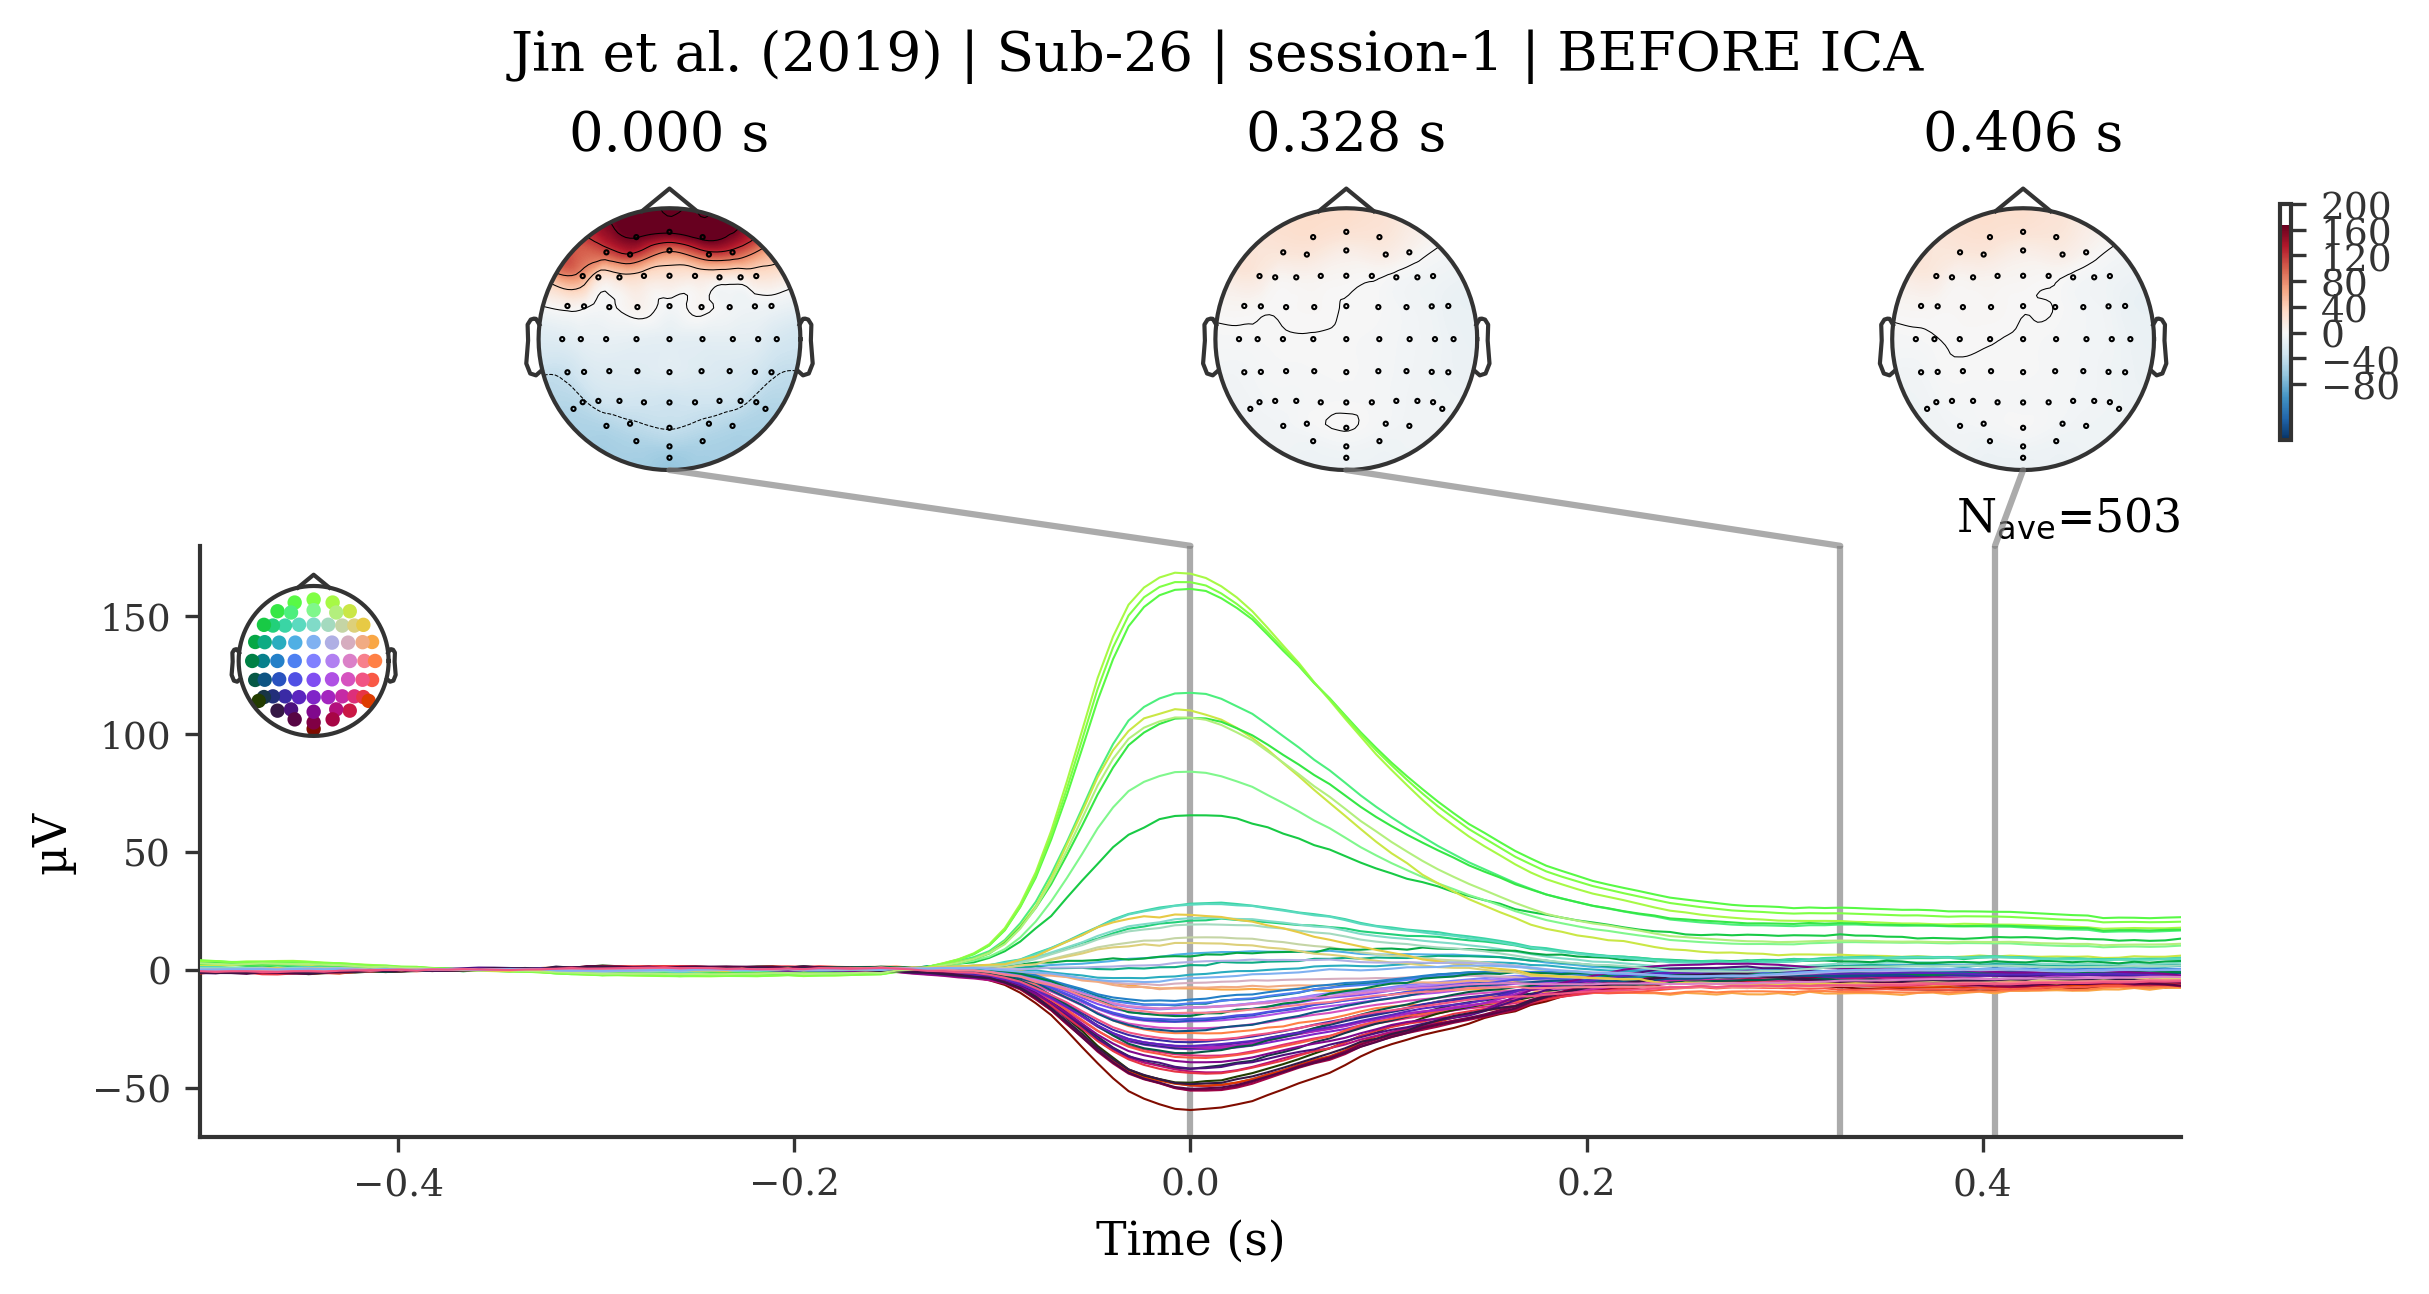 Jin et al. (2019) | Sub-26 | session-1 | BEFORE ICA
0.000 s
0.328 s
0.406 s
200
160
120
80
40
0
−40
−80
Nave=503
150
100
50
0
−50
µV
−0.4
−0.2
0.0
0.2
0.4
Time (s)